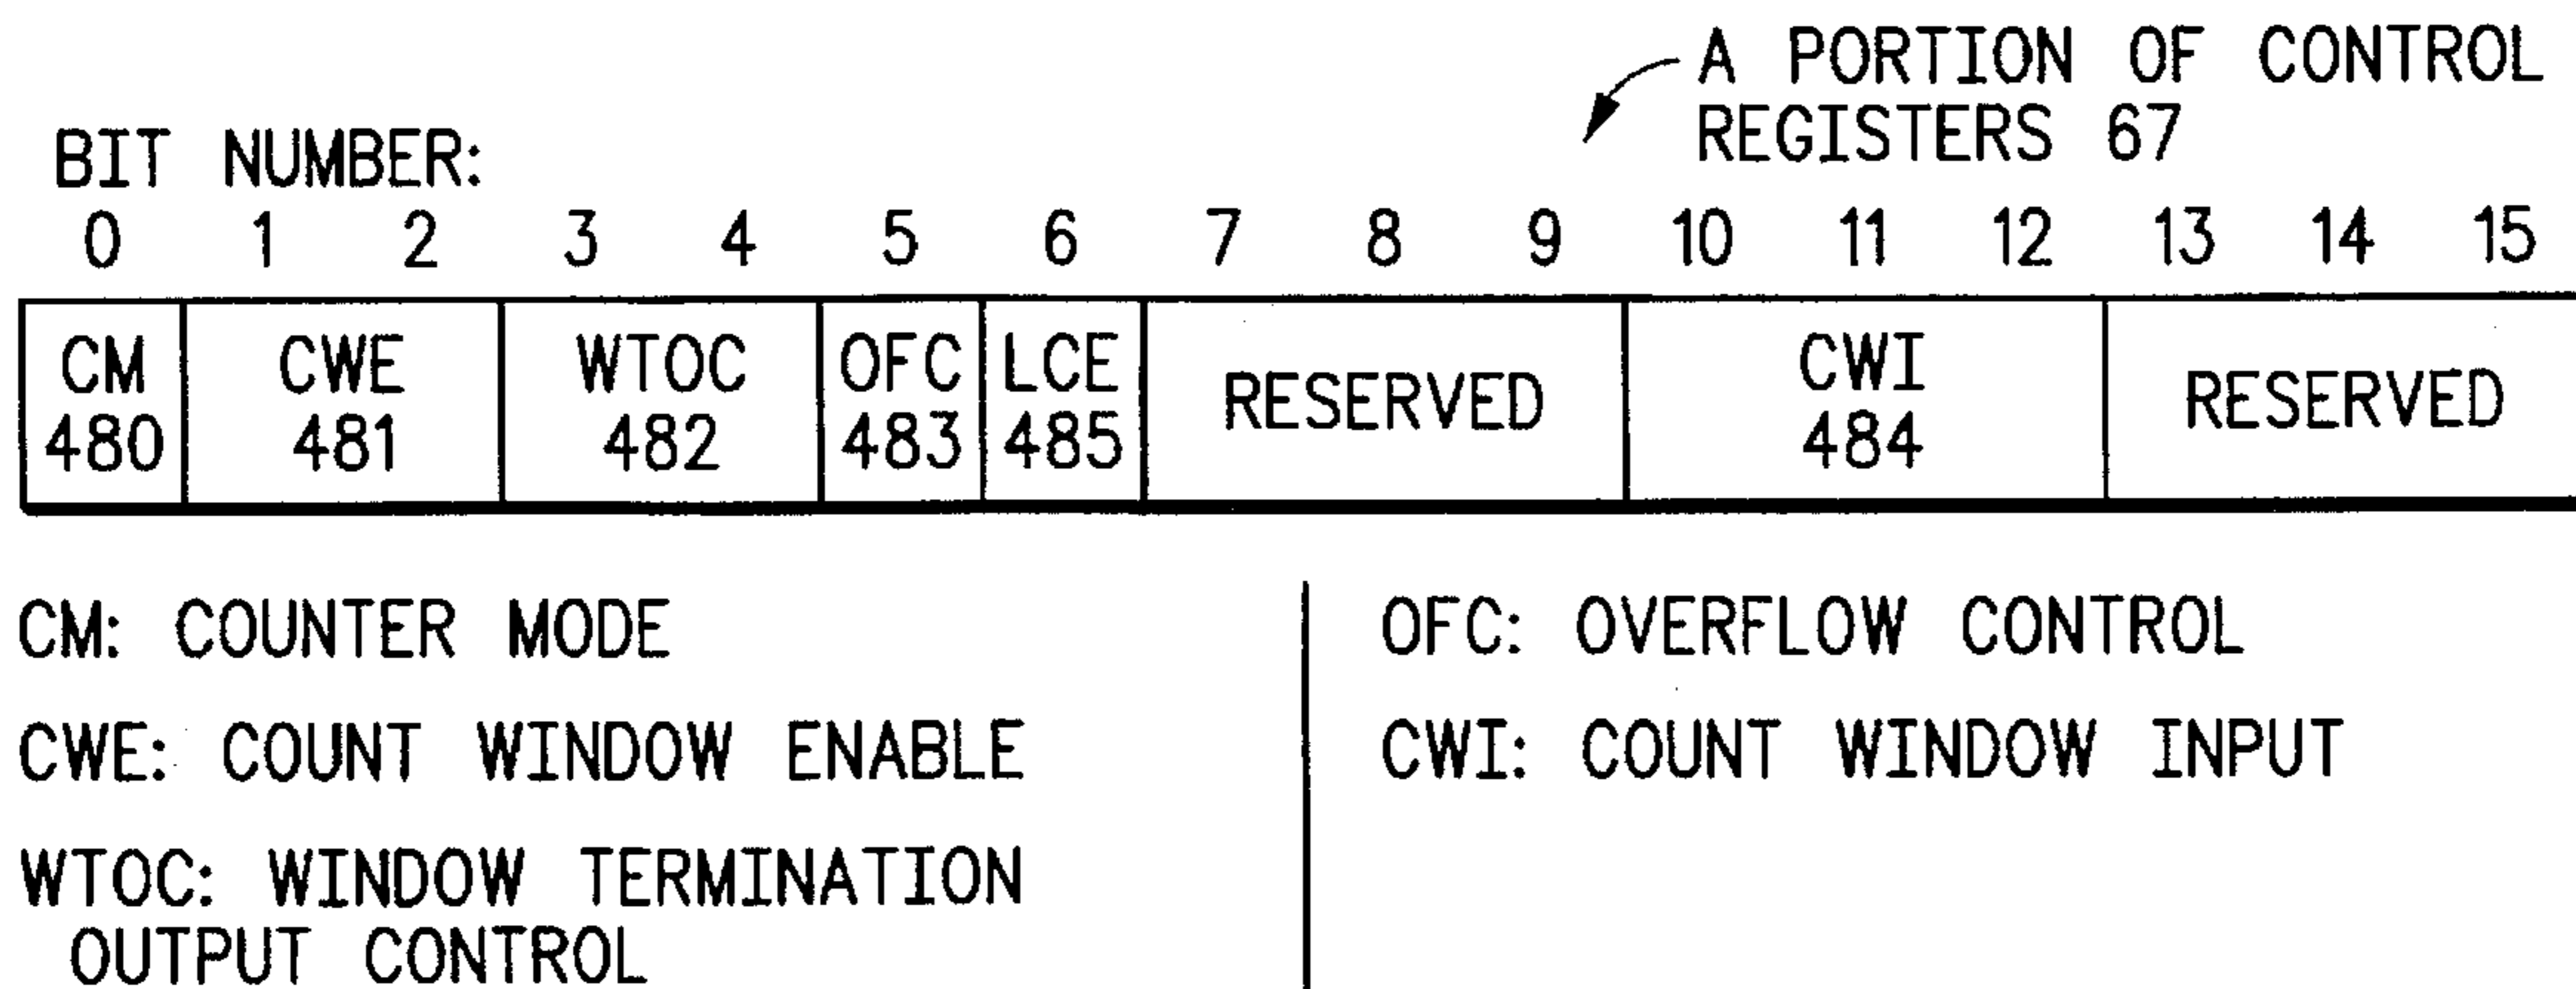 A PORTION OF CONTROL
REGISTERS 67
BIT NUMBER:
0 1 2 3 4 5 6 7 8 9 10 11 12 13 14 15
CM CWE WTOC OFC LCE RESERVED CWI RESERVED
480 481 482 483 485 484
CM: COUNTER MODE
CWE: COUNT WINDOW ENABLE
WTOC: WINDOW TERMINATION
OUTPUT CONTROL
OFC: OVERFLOW CONTROL
CWI: COUNT WINDOW INPUT